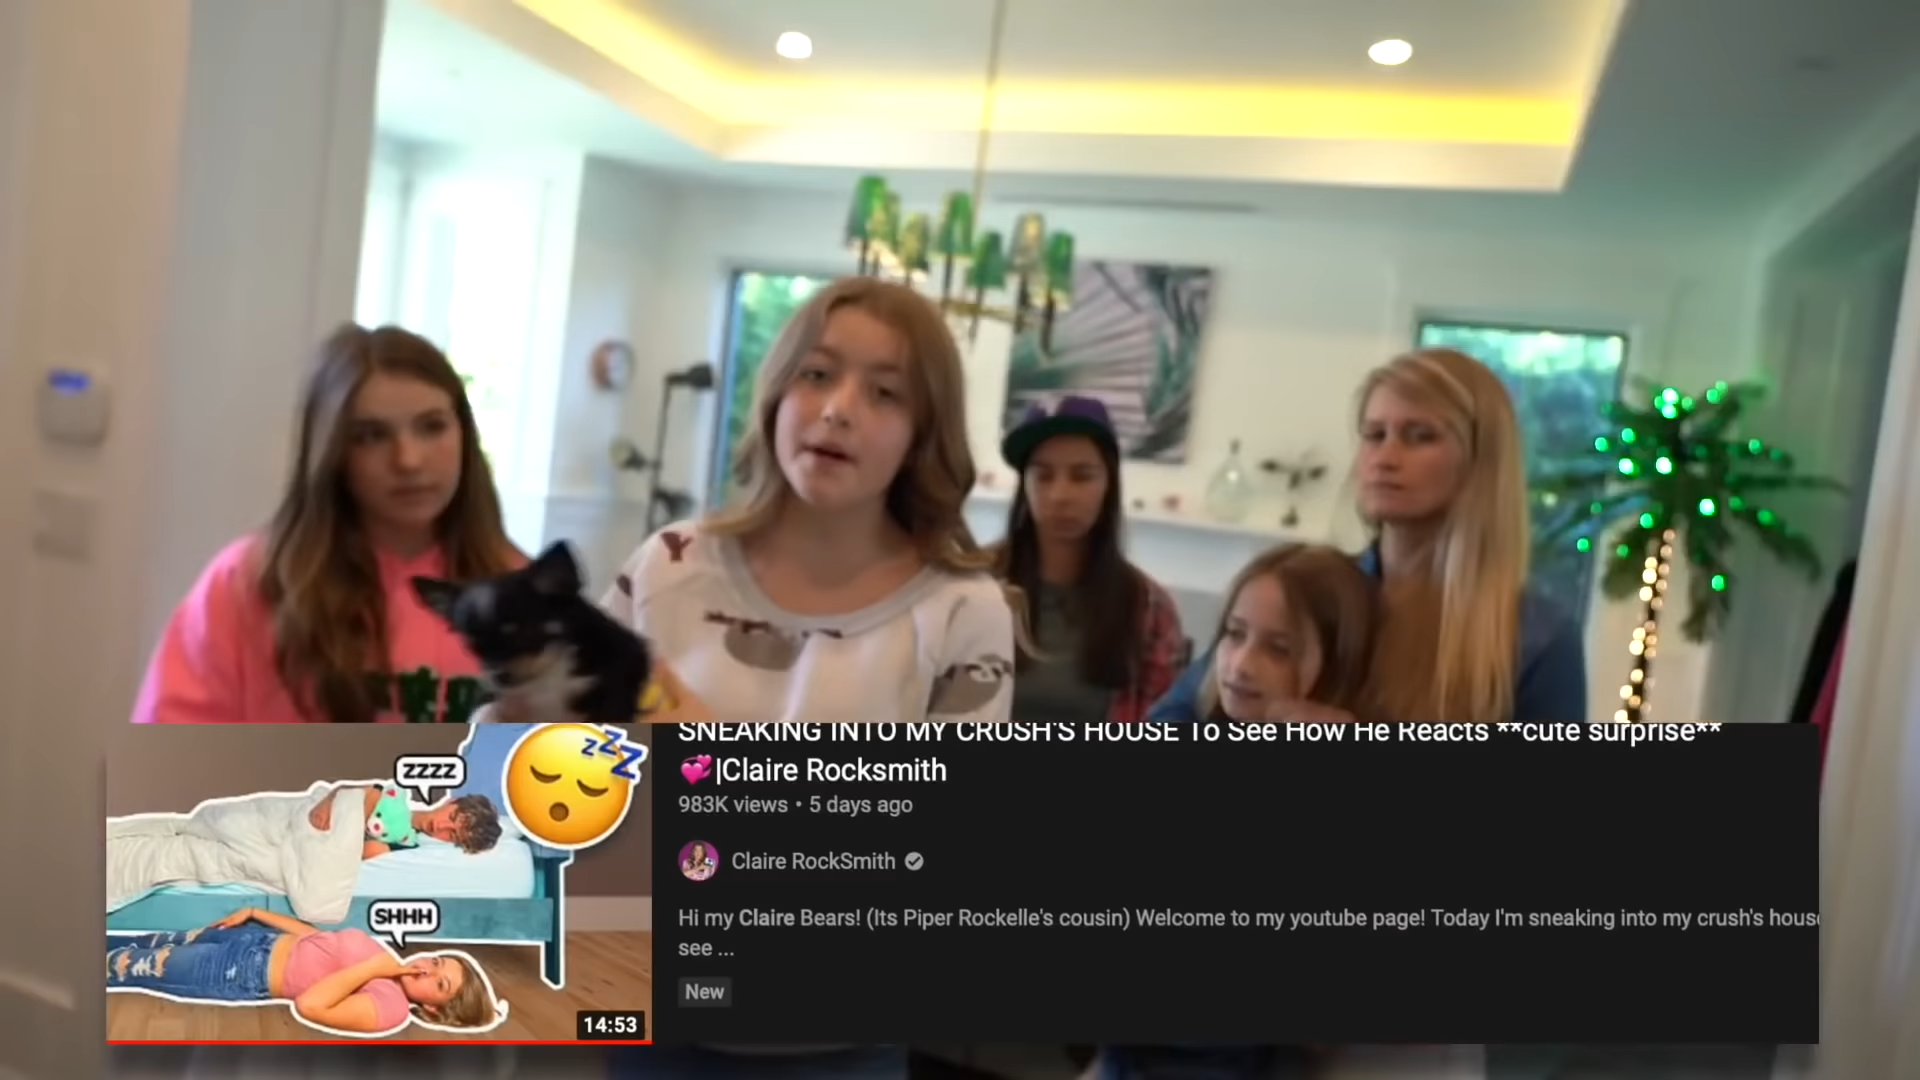 SNEAKING INTO MY CRUSH'S HOUSE To See How He Reacts **cute surprise**
💞|Claire Rocksmith
983K views • 5 days ago
Claire RockSmith
Hi my Claire Bears! (Its Piper Rockelle's cousin) Welcome to my youtube page! Today I'm sneaking into my crush's
see ...
New
zzz
ZZZZ
SHHH
14:53